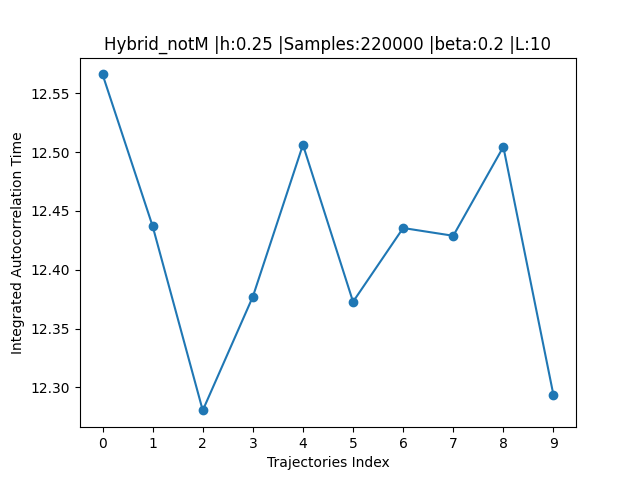 Hybrid_notM |h:0.25 |Samples:220000 |beta:0.2 |L:10
Integrated Autocorrelation Time
12.55
12.50
12.45
12.40
12.35
12.30
0 1 2 3 4 5 6 7 8 9
Trajectories Index